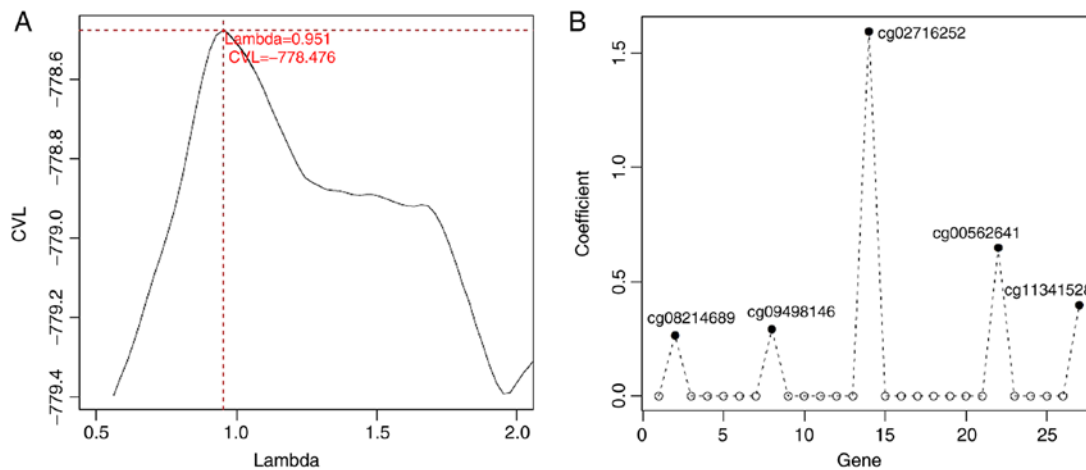 A
Lambda=0.951
CVL=−778.476
CVL
−778.6
−778.8
−779.0
−779.2
−779.4
0.5 1.0 1.5 2.0
Lambda
B
cg02716252
cg00562641
cg11341528
cg08214689
cg09498146
Coefficient
1.5
1.0
0.5
0.0
0 5 10 15 20 25
Gene